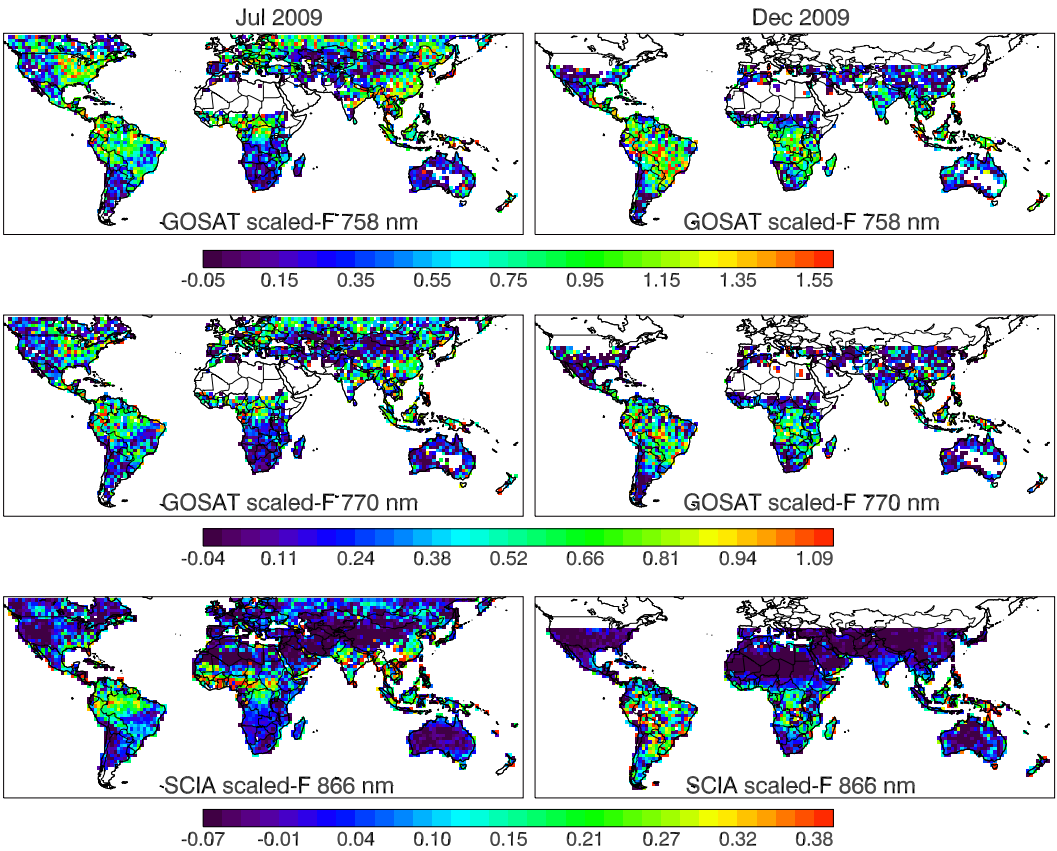 Jul 2009
Dec 2009
GOSAT scaled-F 758 nm
GOSAT scaled-F 758 nm
-0.05 0.15 0.35 0.55 0.75 0.95 1.15 1.35 1.55
GOSAT scaled-F 770 nm
GOSAT scaled-F 770 nm
-0.04 0.11 0.24 0.38 0.52 0.66 0.81 0.94 1.09
SCIA scaled-F 866 nm
SCIA scaled-F 866 nm
-0.07 -0.01 0.04 0.10 0.15 0.21 0.27 0.32 0.38